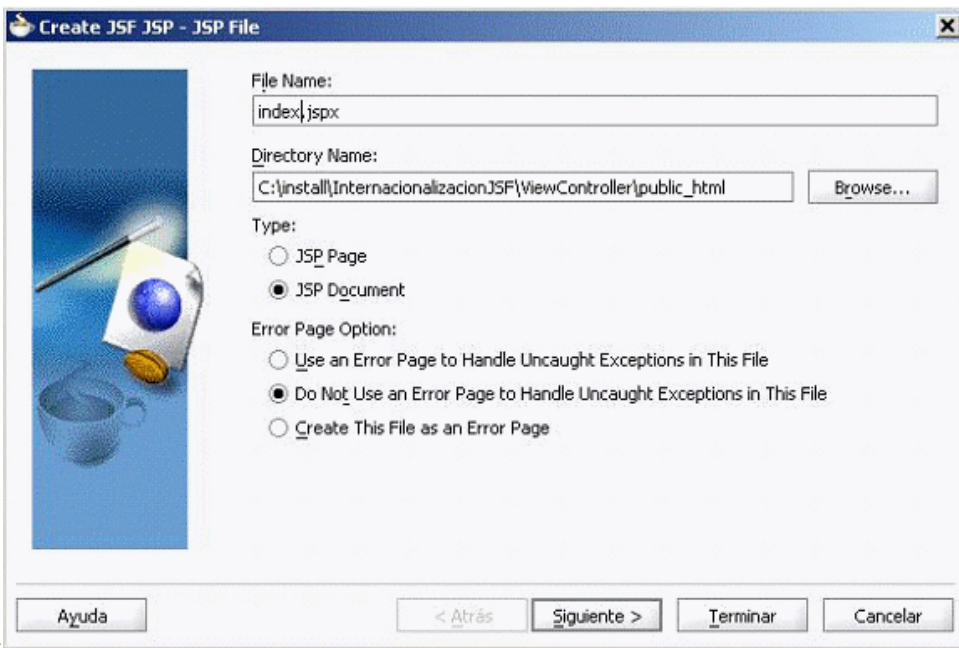 Create JSF JSP - JSP File
File Name:
index.jspx
Directory Name:
C:\install\InternacionalizacionJSF\ViewController\public_html
Browse...
Type:
JSP Page
JSP Document
Error Page Option:
Use an Error Page to Handle Uncaught Exceptions in This File
Do Not Use an Error Page to Handle Uncaught Exceptions in This File
Create This File as an Error Page
Ayuda
< Atrás
Siguiente >
Terminar
Cancelar